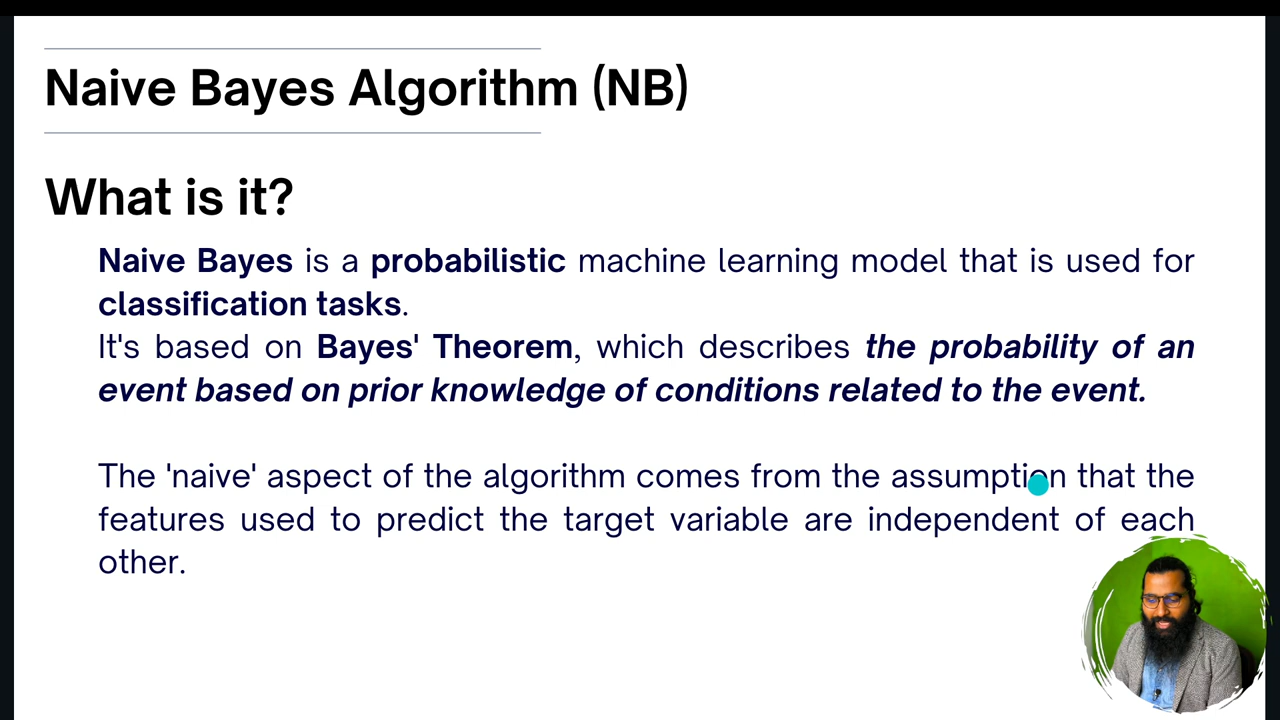 Naive Bayes Algorithm (NB)
What is it?
Naive Bayes is a probabilistic machine learning model that is used for
classification tasks.
It's based on Bayes' Theorem, which describes the probability of an
event based on prior knowledge of conditions related to the event.
The 'naive' aspect of the algorithm comes from the assumption that the
features used to predict the target variable are independent of each
other.